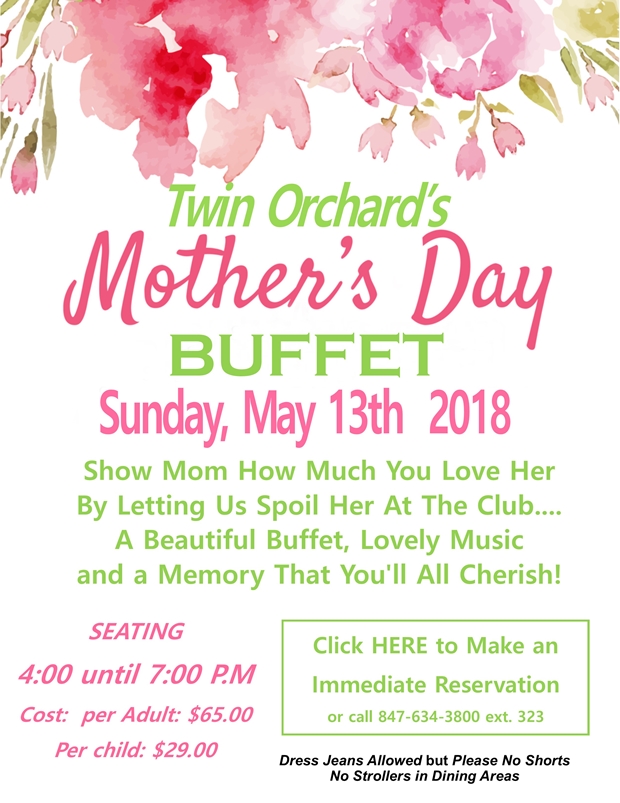 Twin Orchard's
Mother's Day
BUFFET
Sunday, May 13th 2018
Show Mom How Much You Love Her
By Letting Us Spoil Her At The Club....
A Beautiful Buffet, Lovely Music
and a Memory That You'll All Cherish!
SEATING
4:00 until 7:00 P.M
Cost: per Adult: $65.00
Per child: $29.00
Click HERE to Make an
Immediate Reservation
or call 847-634-3800 ext. 323
Dress Jeans Allowed but Please No Shorts
No Strollers in Dining Areas